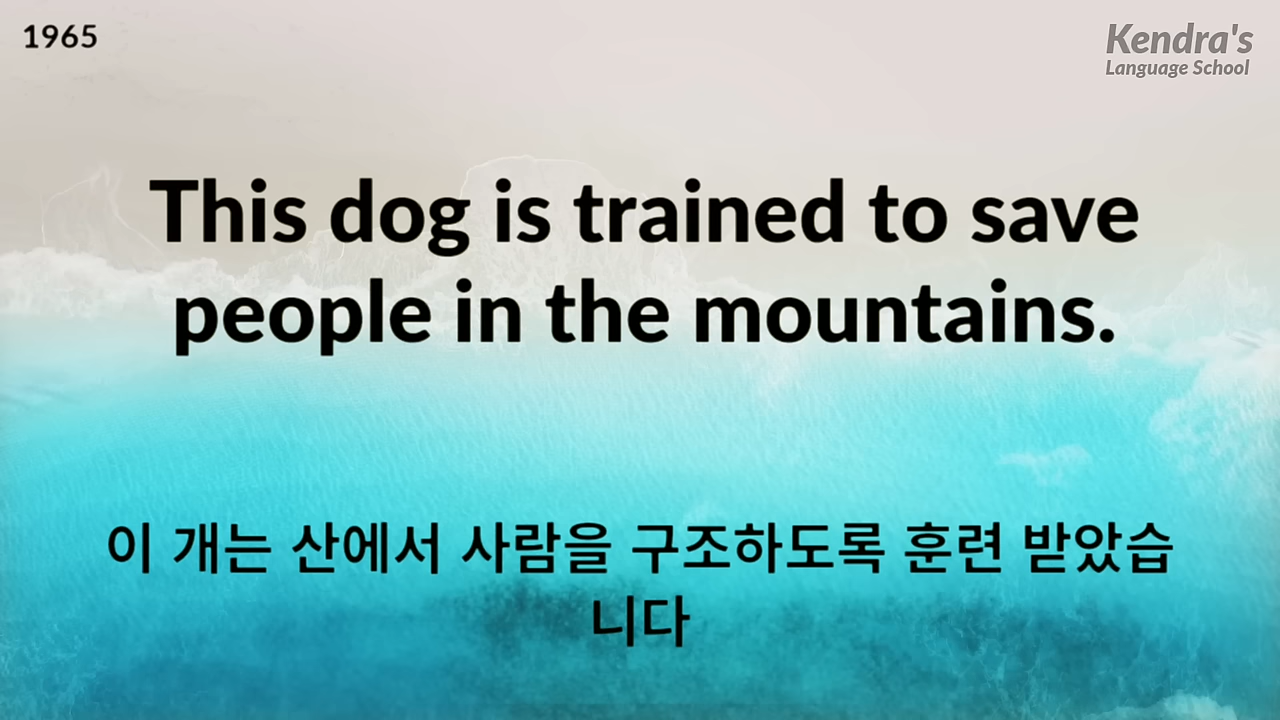 1965
Kendra's
Language School
This dog is trained to save
people in the mountains.
이 개는 산에서 사람을 구조하도록 훈련 받았습
니다